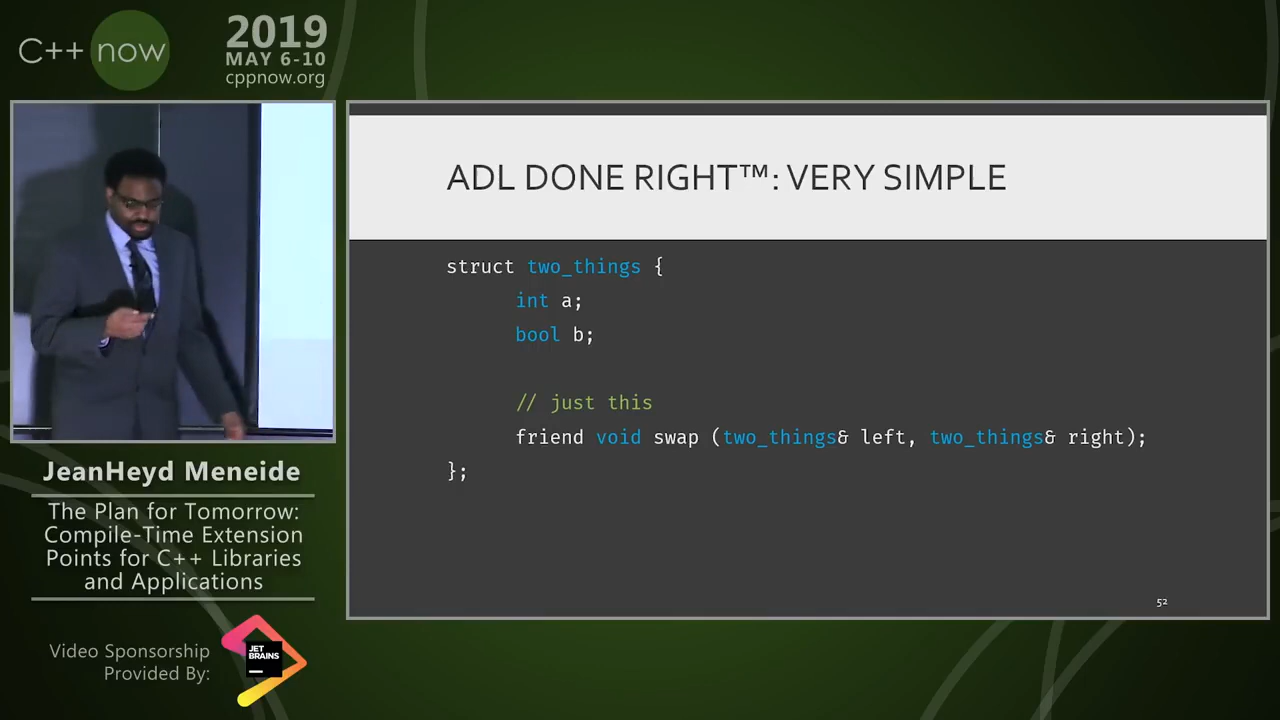 C++ now
2019
MAY 6-10
cppnow.org
ADL DONE RIGHT™: VERY SIMPLE
struct two_things {
int a;
bool b;
// just this
friend void swap (two_things& left, two_things& right);
};
52
JeanHeyd Meneide
The Plan for Tomorrow:
Compile-Time Extension
Points for C++ Libraries
and Applications
Video Sponsorship
Provided By:
JET
BRAINS